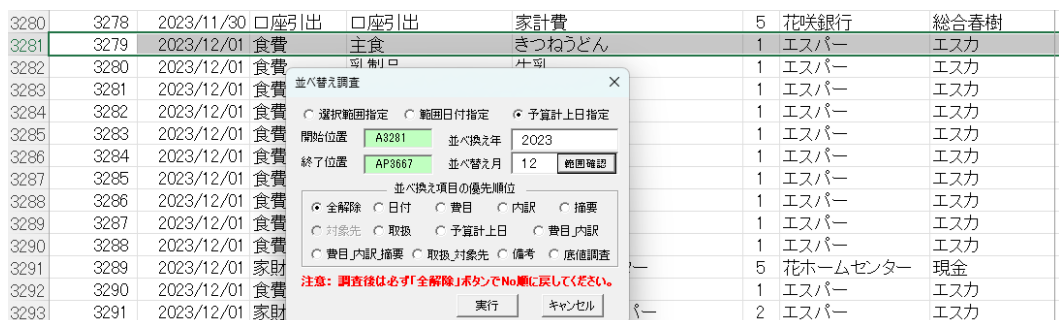 3280 3278 2023/11/30 口座引出 口座引出 家計費 5 花咲銀行 総合春樹
3281 3279 2023/12/01 食費 主食 きつねうどん 1 エスパー エスカ
3282 3280 2023/12/01 食費 乳製品 牛乳 1 エスパー エスカ
3283 3281 2023/12/01 食費 1 エスパー エスカ
3284 3282 2023/12/01 食費 1 エスパー エスカ
3285 3283 2023/12/01 食費 1 エスパー エスカ
3286 3284 2023/12/01 食費 1 エスパー エスカ
3287 3285 2023/12/01 食費 1 エスパー エスカ
3288 3286 2023/12/01 食費 1 エスパー エスカ
3289 3287 2023/12/01 食費 1 エスパー エスカ
3290 3288 2023/12/01 食費 1 エスパー エスカ
3291 3289 2023/12/01 家財 ー 5 花ホームセンター 現金
3292 3290 2023/12/01 食費 1 エスパー エスカ
3293 3291 2023/12/01 家財 パー 2 エスパー エスカ
並べ替え調査
選択範囲指定 範囲日付指定 予算計上日指定
開始位置 A3281 並べ換え年 2023
終了位置 AP3667 並べ替え月 12 範囲確認
並べ換え項目の優先順位
全解除 日付 費目 内訳 摘要
対象先 取扱 予算計上日 費目_内訳
費目_内訳_摘要 取扱_対象先 備考 底値調査
注意：調査後は必ず「全解除」ボタンでNo順に戻してください。
実行 キャンセル